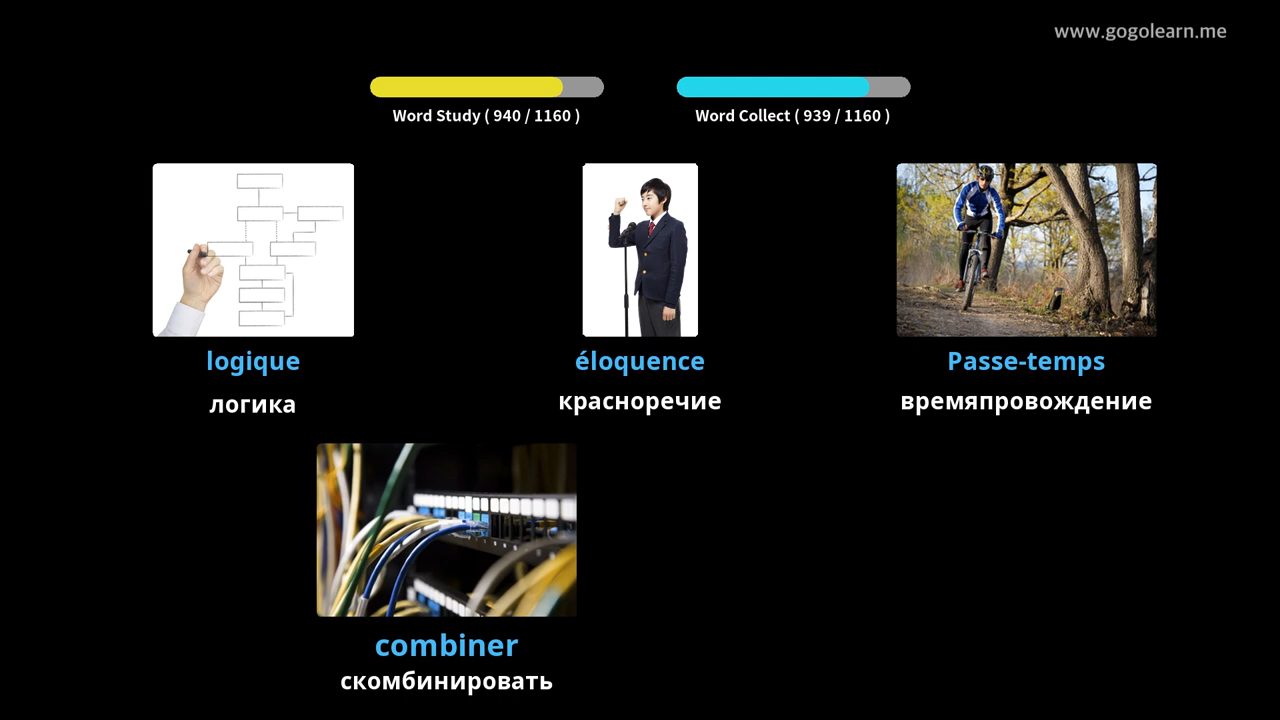 www.gogolearn.me
Word Study ( 940 / 1160 )
Word Collect ( 939 / 1160 )
logique
éloquence
Passe-temps
логика
красноречие
времяпровождение
combiner
скомбинировать